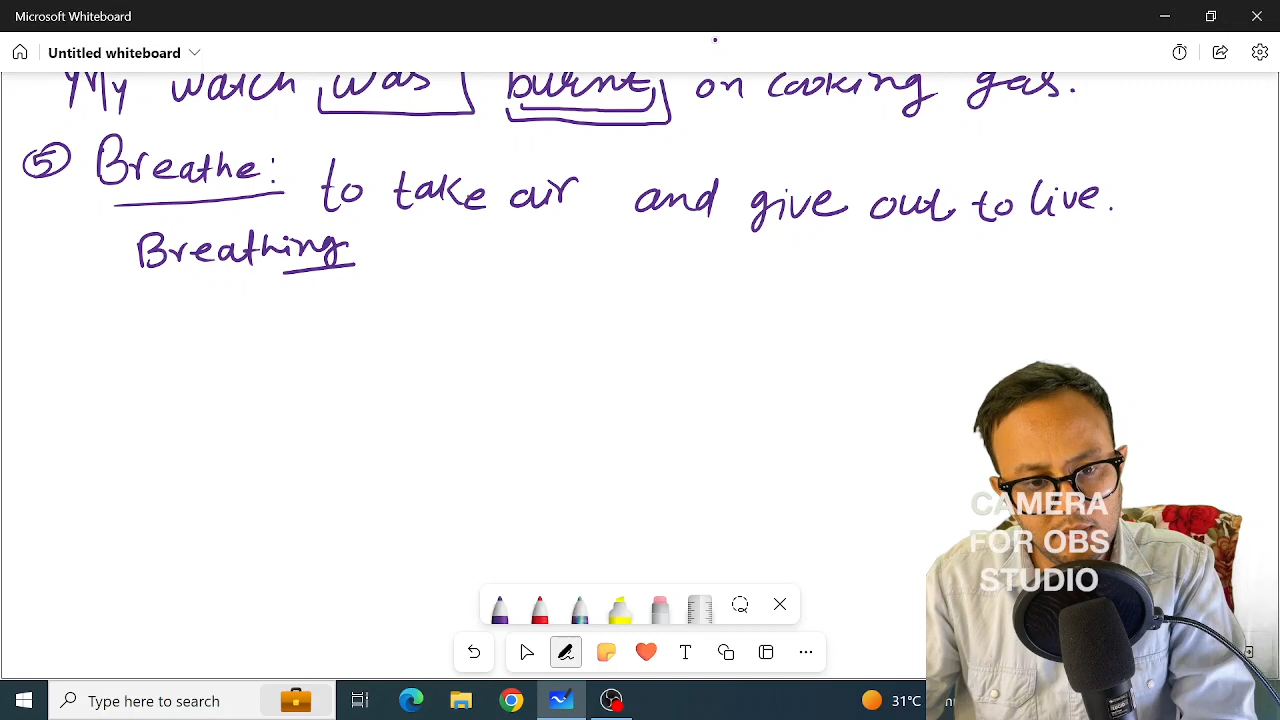 Microsoft Whiteboard
Untitled whiteboard
My watch was burnt on cooking gas.
⑤ Breathe: to take air and give out to live.
Breathing
CAMERA
FOR OBS
STUDIO
Type here to search
31°C